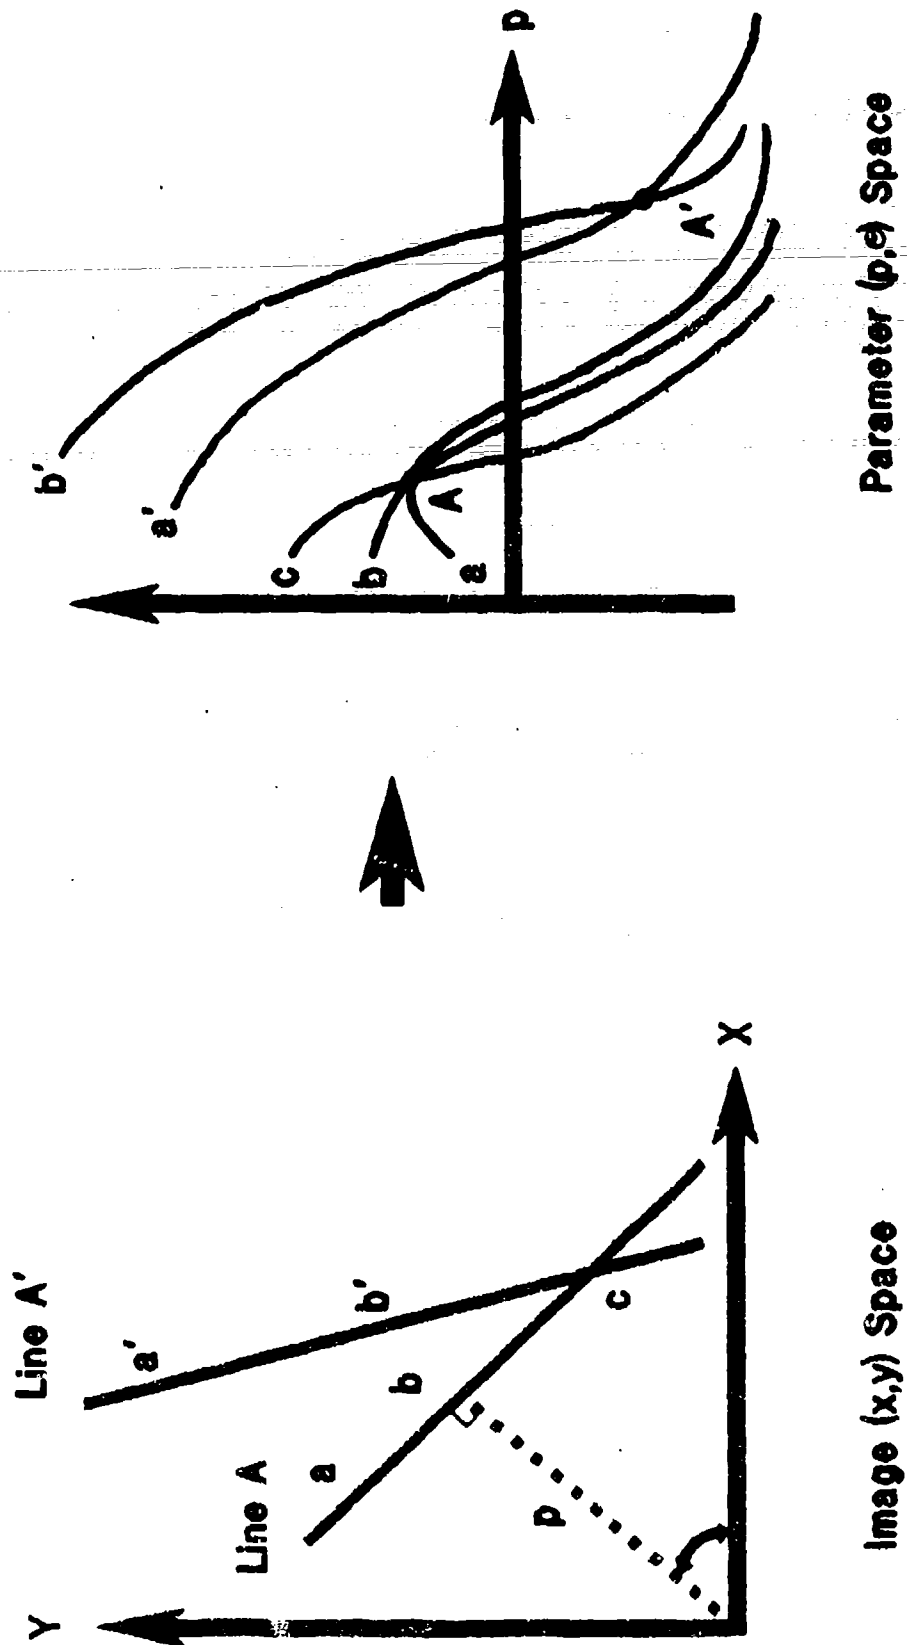 Y
Line A'
a'
Line A
a
b
b'
p
c
X
Image (x,y) Space
b'
a'
c
b
a
A
A'
p
Parameter (p,e) Space